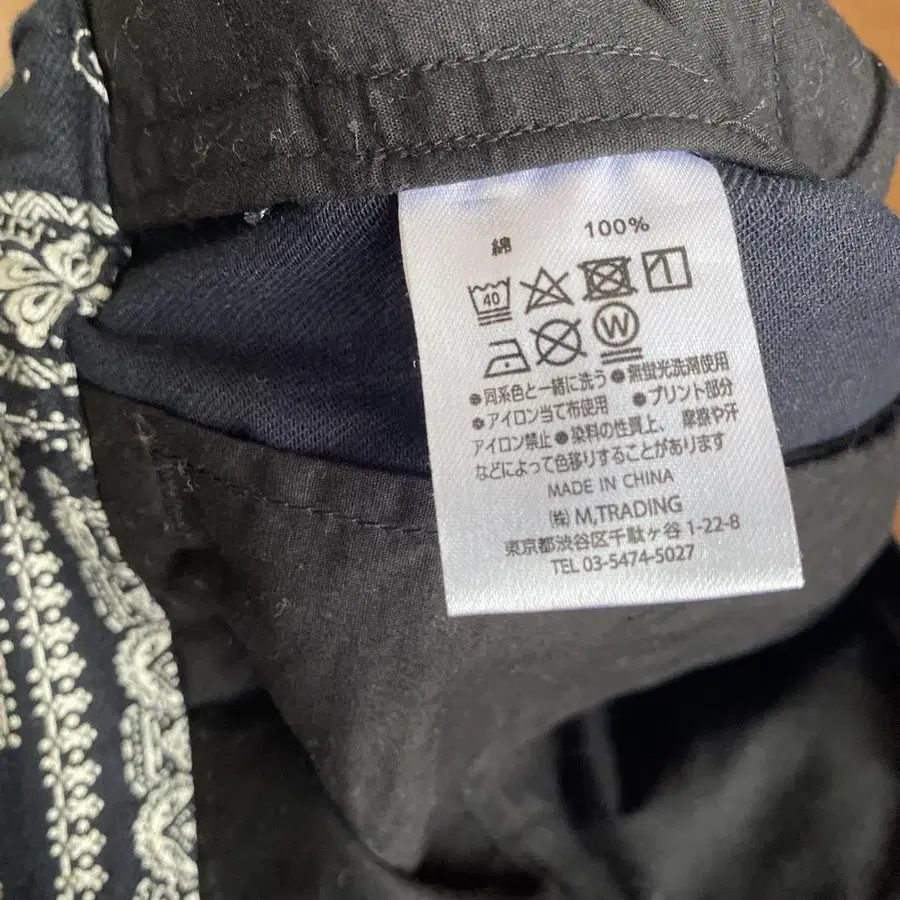 綿 100%
40
W
●同系色と一緒に洗う ●無蛍光洗剤使用
●アイロン当て布使用 ●プリント部分
アイロン禁止 ●染料の性質上、 摩擦や汗
などによって色移りすることがあります
MADE IN CHINA
㈱ M,TRADING
東京都渋谷区千駄ヶ谷 1-22-8
TEL 03-5474-5027